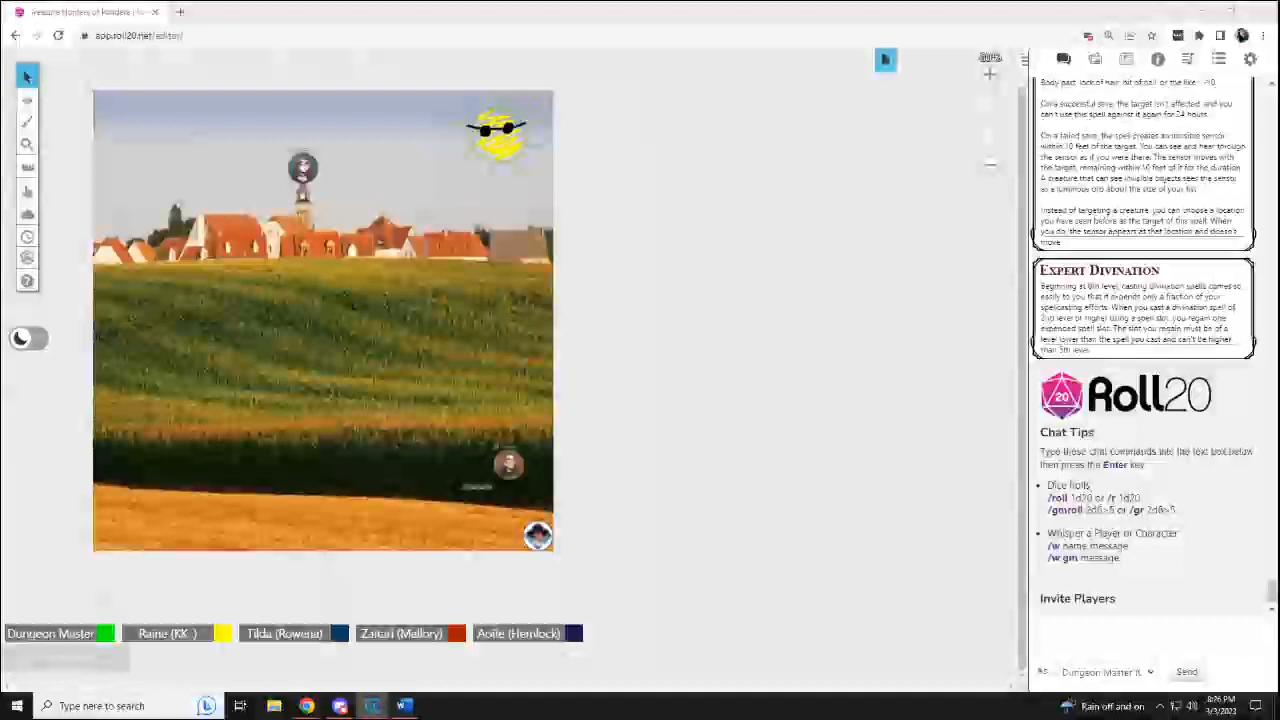 app.roll20.net/editor/
Body part, lock of hair, bit of nail, or the like -10
On a successful save, the target isn't affected, and you
can't use this spell against it again for 24 hours.
On a failed save, the spell creates an invisible sensor
within 10 feet of the target. You can see and hear through
the sensor as if you were there. The sensor moves with
the target, remaining within 10 feet of it for the duration.
A creature that can see invisible objects sees the sensor
as a luminous orb about the size of your fist.
Instead of targeting a creature, you can choose a location
you have seen before as the target of this spell. When
you do, the sensor appears at that location and doesn't
move.
EXPERT DIVINATION
Beginning at 6th level, casting divination spells comes so
easily to you that it expends only a fraction of your
spellcasting efforts. When you cast a divination spell of
2nd level or higher using a spell slot, you regain one
expended spell slot. The slot you regain must be of a
level lower than the spell you cast and can't be higher
than 5th level.
20 Roll20
Chat Tips
Type these chat commands into the text box below
then press the Enter key
• Dice Rolls
/roll 1d20 or /r 1d20
/gmroll 2d6>5 or /gr 2d6>5
• Whisper a Player or Character
/w name message
/w gm message
Invite Players
Dungeon Master
Raine (KK )
Tilda (Rowena)
Zaitari (Mellory)
Aoife (Hemlock)
Send
Type here to search
Rain off and on
8:26 PM
3/3/2023